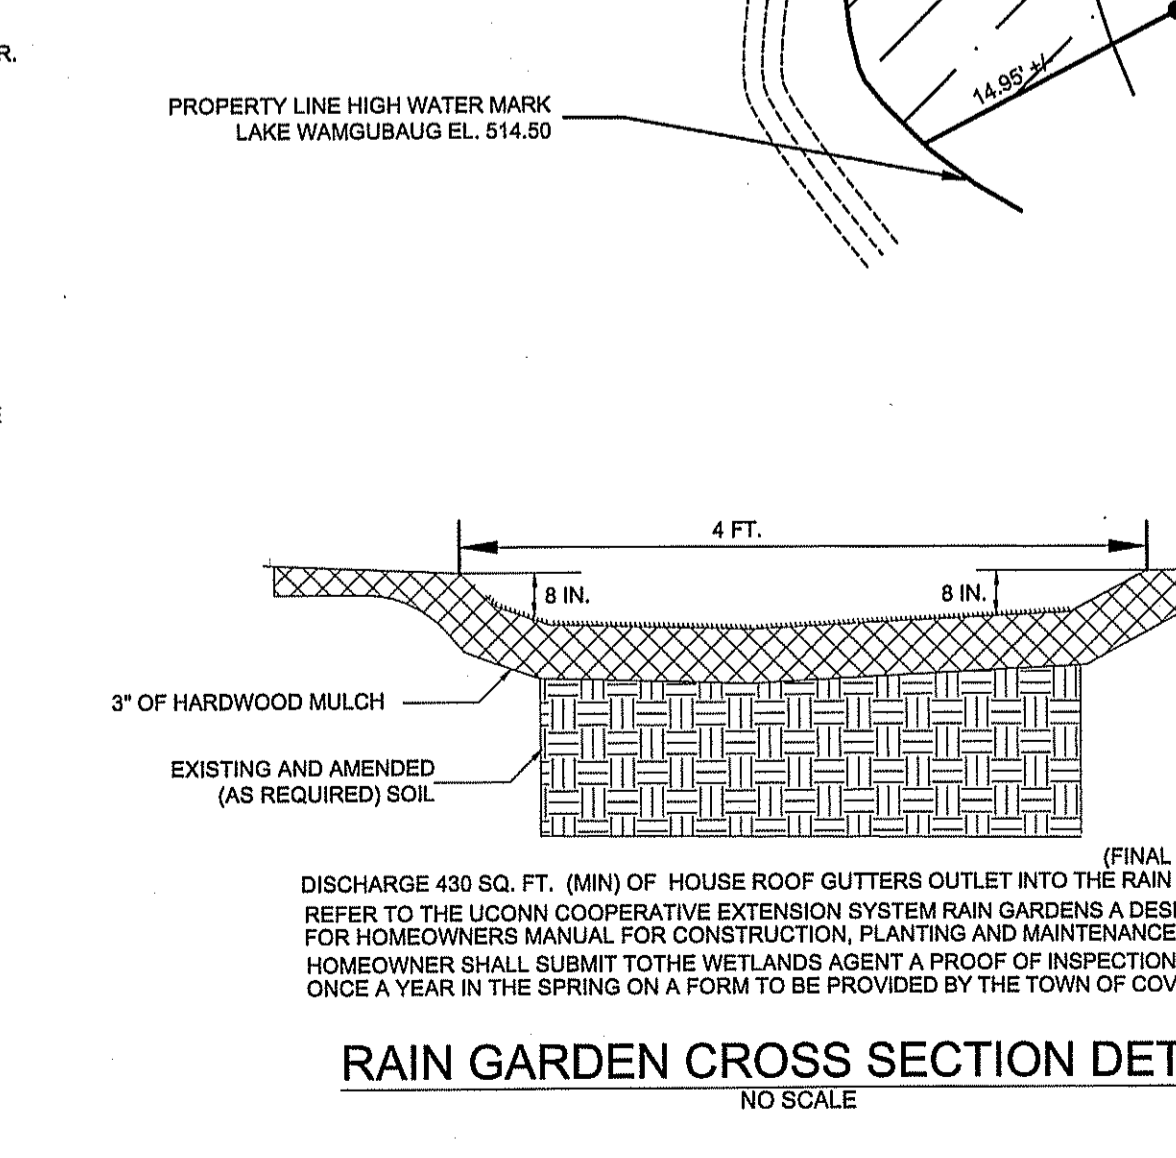 R.
PROPERTY LINE HIGH WATER MARK
LAKE WAMGUBAUG EL. 514.50
14.95' +/-
E
4 FT.
8 IN.
8 IN.
3" OF HARDWOOD MULCH
EXISTING AND AMENDED
(AS REQUIRED) SOIL
(FINAL
DISCHARGE 430 SQ. FT. (MIN) OF HOUSE ROOF GUTTERS OUTLET INTO THE RAIN
REFER TO THE UCONN COOPERATIVE EXTENSION SYSTEM RAIN GARDENS A DESI
FOR HOMEOWNERS MANUAL FOR CONSTRUCTION, PLANTING AND MAINTENANCE
HOMEOWNER SHALL SUBMIT TOTHE WETLANDS AGENT A PROOF OF INSPECTION
ONCE A YEAR IN THE SPRING ON A FORM TO BE PROVIDED BY THE TOWN OF COV
RAIN GARDEN CROSS SECTION DET
NO SCALE